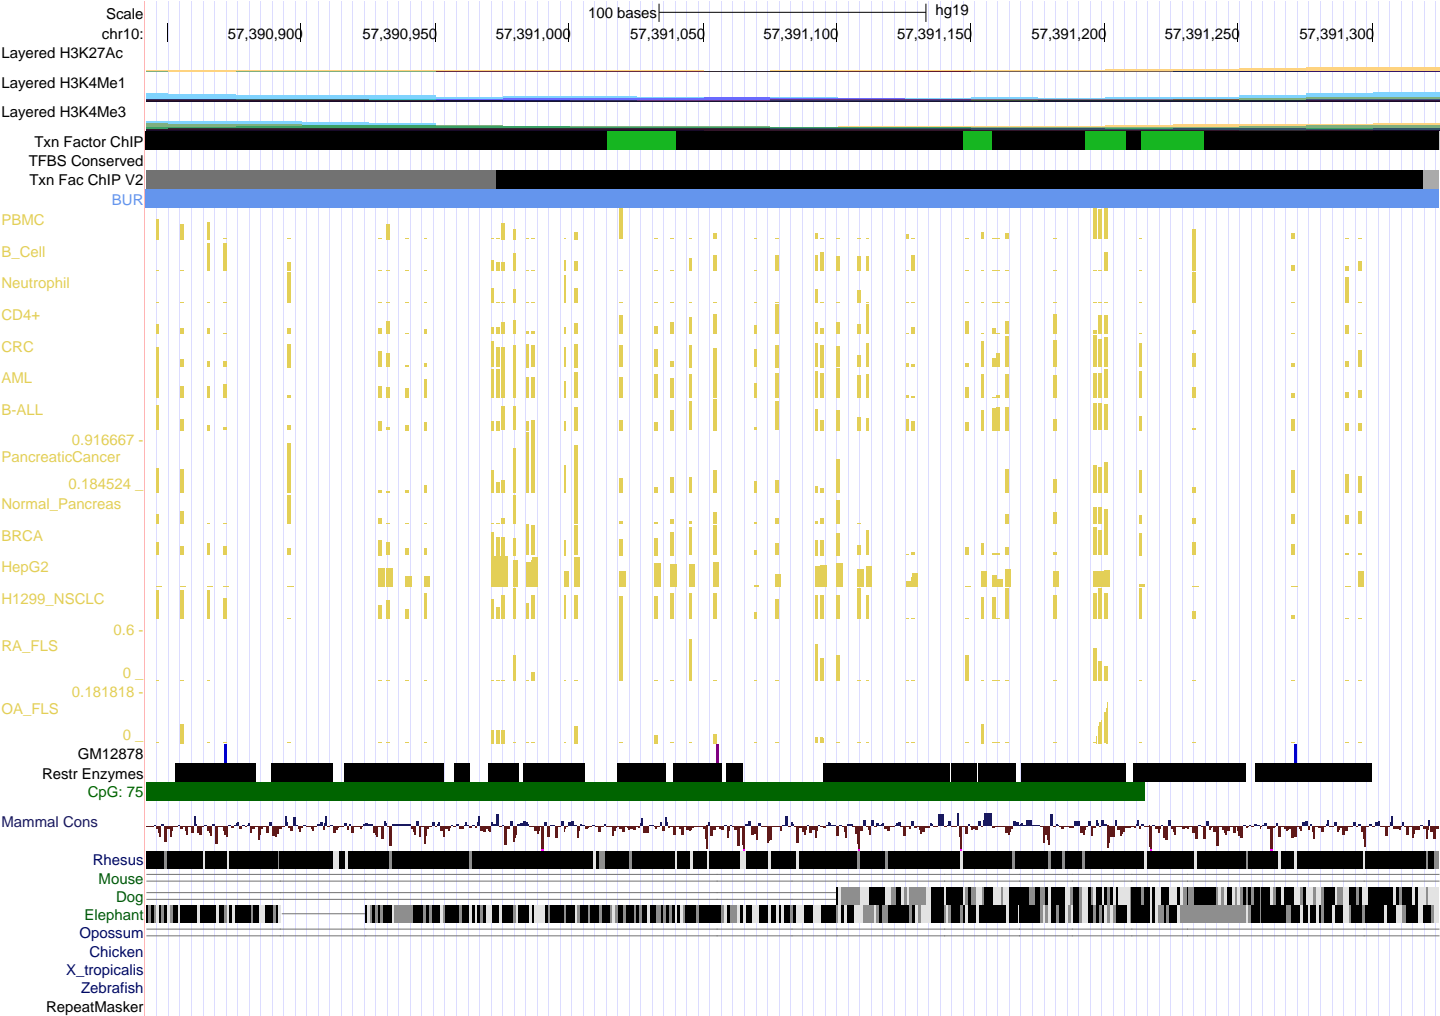 Scale 100 bases hg19
chr10: 57,390,900 57,390,950 57,391,000 57,391,050 57,391,100 57,391,150 57,391,200 57,391,250 57,391,300
Layered H3K27Ac
Layered H3K4Me1
Layered H3K4Me3
Txn Factor ChIP
TFBS Conserved
Txn Fac ChIP V2
BUR
PBMC
B_Cell
Neutrophil
CD4+
CRC
AML
B-ALL
0.916667 -
PancreaticCancer
0.184524 _
Normal_Pancreas
BRCA
HepG2
H1299_NSCLC
0.6 -
RA_FLS
0 _
0.181818 -
OA_FLS
0 _
GM12878
Restr Enzymes
CpG: 75
Mammal Cons
Rhesus
Mouse
Dog
Elephant
Opossum
Chicken
X_tropicalis
Zebrafish
RepeatMasker